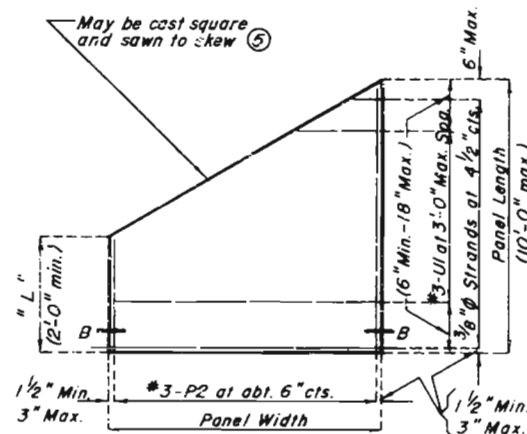 May be cast square
and sawn to skew ⑤
6" Max.
"L"
(2'-0" min.)
(6" Min.-18" Max.)
#3-U1 at 3'-0" Max. Spa.
3/8" Ø Strands at 4 1/2" cts.
Panel Length
(10'-0" max.)
B
B
1 1/2" Min.
3" Max.
#3-P2 at abt. 6" cts.
Panel Width
1 1/2" Min.
3" Max.